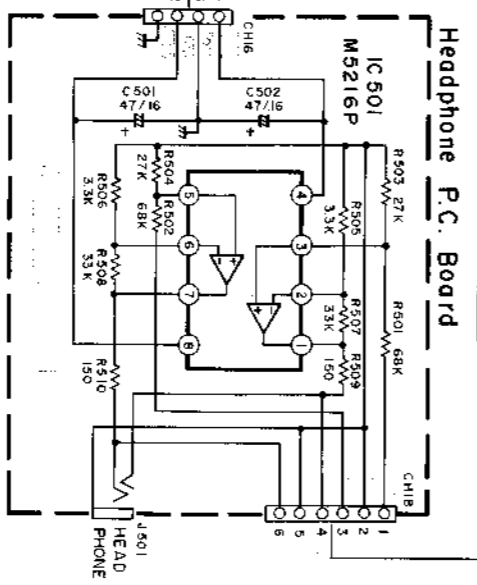 Headphone P.C. Board
IC501
M5216P
CH16
C501
47/16
C502
47/16
R506
3.3K
R504
27K
R502
68K
R508
33K
R510
150
R503
27K
R505
3.3K
R507
33K
R509
150
R501
68K
5
6
7
8
4
3
2
1
+
-
+
-
+
+
CH18
1
2
3
4
5
6
J501
HEAD
PHONE